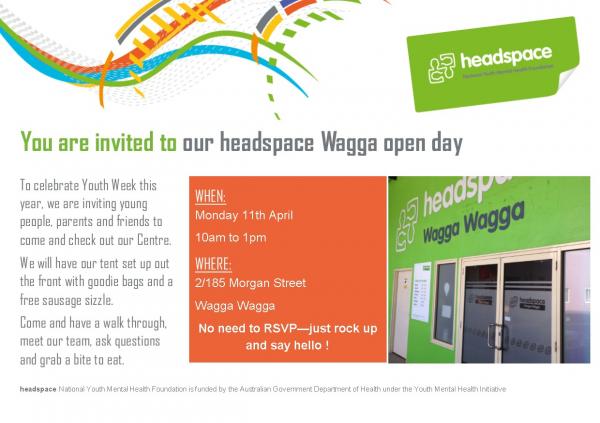 headspace
National Youth Mental Health Foundation
You are invited to our headspace Wagga open day
To celebrate Youth Week this
year, we are inviting young
people, parents and friends to
come and check out our Centre.
We will have our tent set up out
the front with goodie bags and a
free sausage sizzle.
Come and have a walk through,
meet our team, ask questions
and grab a bite to eat.
WHEN:
Monday 11th April
10am to 1pm
WHERE:
2/185 Morgan Street
Wagga Wagga
No need to RSVP—just rock up
and say hello !
headspa
Wagga Wagga
headspace
headspace National Youth Mental Health Foundation is funded by the Australian Government Department of Health under the Youth Mental Health Initiative